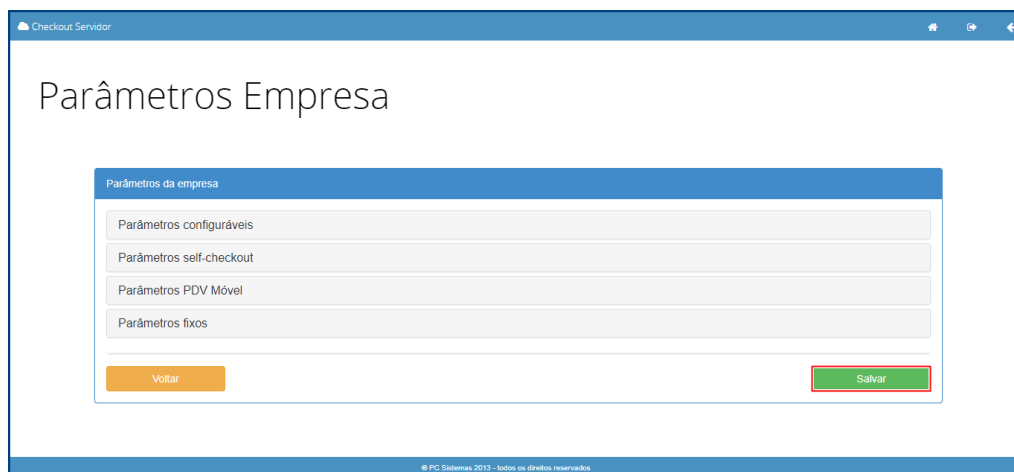 Checkout Servidor
Parâmetros Empresa
Parâmetros da empresa
Parâmetros configuráveis
Parâmetros self-checkout
Parâmetros PDV Móvel
Parâmetros fixos
Voltar
Salvar
© PC Sistemas 2013 - todos os direitos reservados